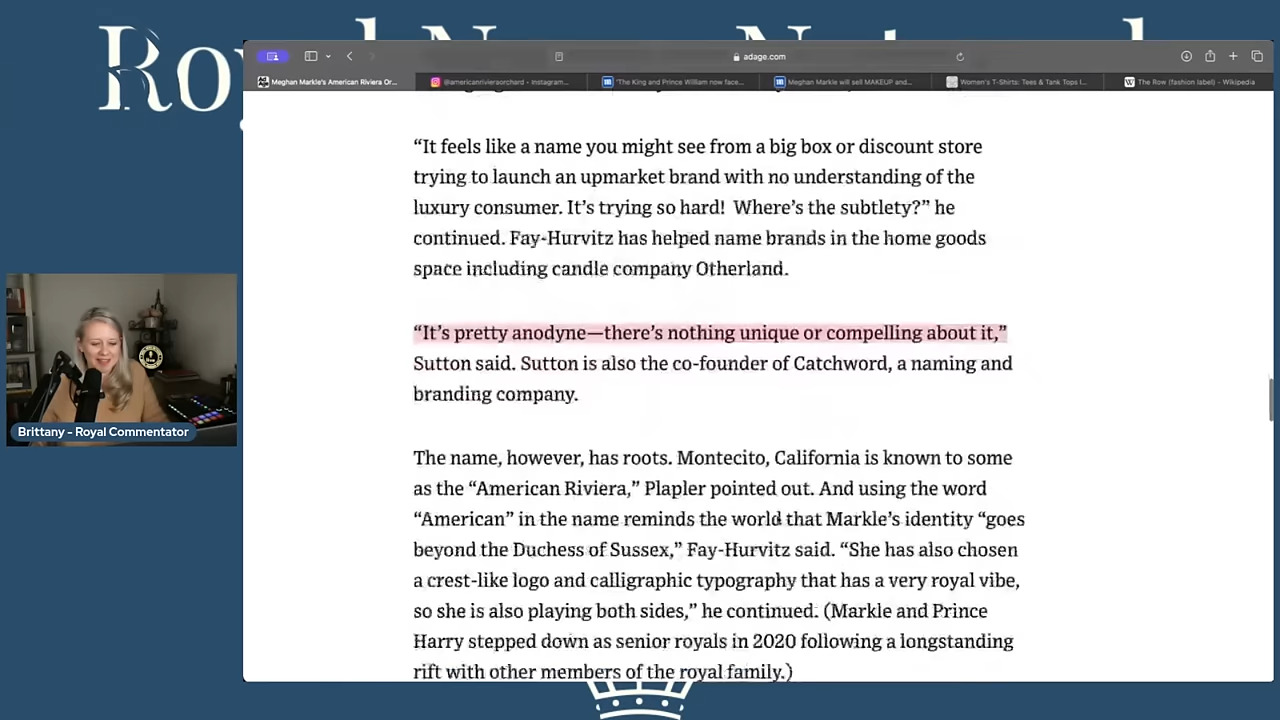 Ro
adage.com
Meghan Markle's American Riviera Or...
@americanrivieraorchard • Instagram...
'The King and Prince William now face...
Meghan Markle will sell MAKEUP and...
Women's T-Shirts: Tees & Tank Tops |...
The Row (fashion label) - Wikipedia
“It feels like a name you might see from a big box or discount store
trying to launch an upmarket brand with no understanding of the
luxury consumer. It’s trying so hard!  Where’s the subtlety?” he
continued. Fay-Hurvitz has helped name brands in the home goods
space including candle company Otherland.
“It’s pretty anodyne—there’s nothing unique or compelling about it,”
Sutton said. Sutton is also the co-founder of Catchword, a naming and
branding company.
The name, however, has roots. Montecito, California is known to some
as the “American Riviera,” Plapler pointed out. And using the word
“American” in the name reminds the world that Markle’s identity “goes
beyond the Duchess of Sussex,” Fay-Hurvitz said. “She has also chosen
a crest-like logo and calligraphic typography that has a very royal vibe,
so she is also playing both sides,” he continued. (Markle and Prince
Harry stepped down as senior royals in 2020 following a longstanding
rift with other members of the royal family.)
Brittany - Royal Commentator